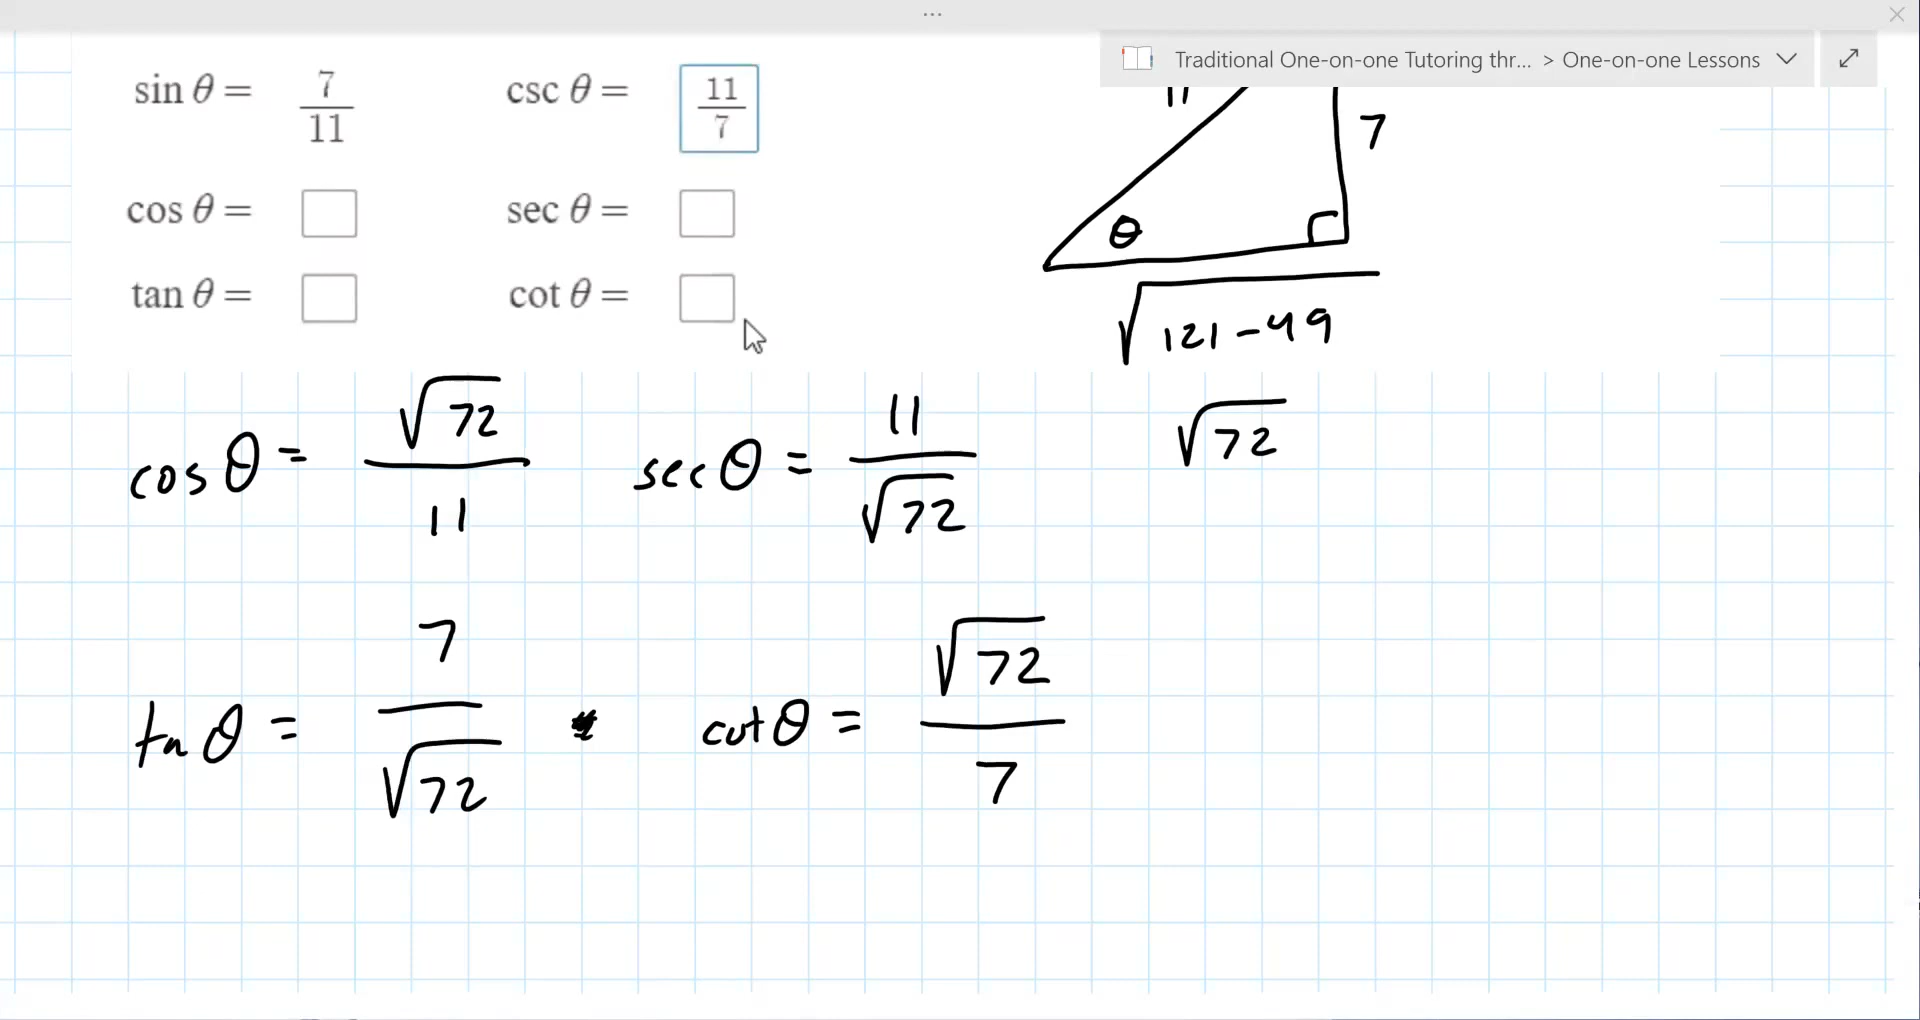 Traditional One-on-one Tutoring thr... > One-on-one Lessons
sin θ = 7/11 csc θ = 11/7
cos θ = sec θ =
tan θ = cot θ =
11
7
θ
√121-49
√72
cos θ = √72/11 sec θ = 11/√72
tan θ = 7/√72 cot θ = √72/7